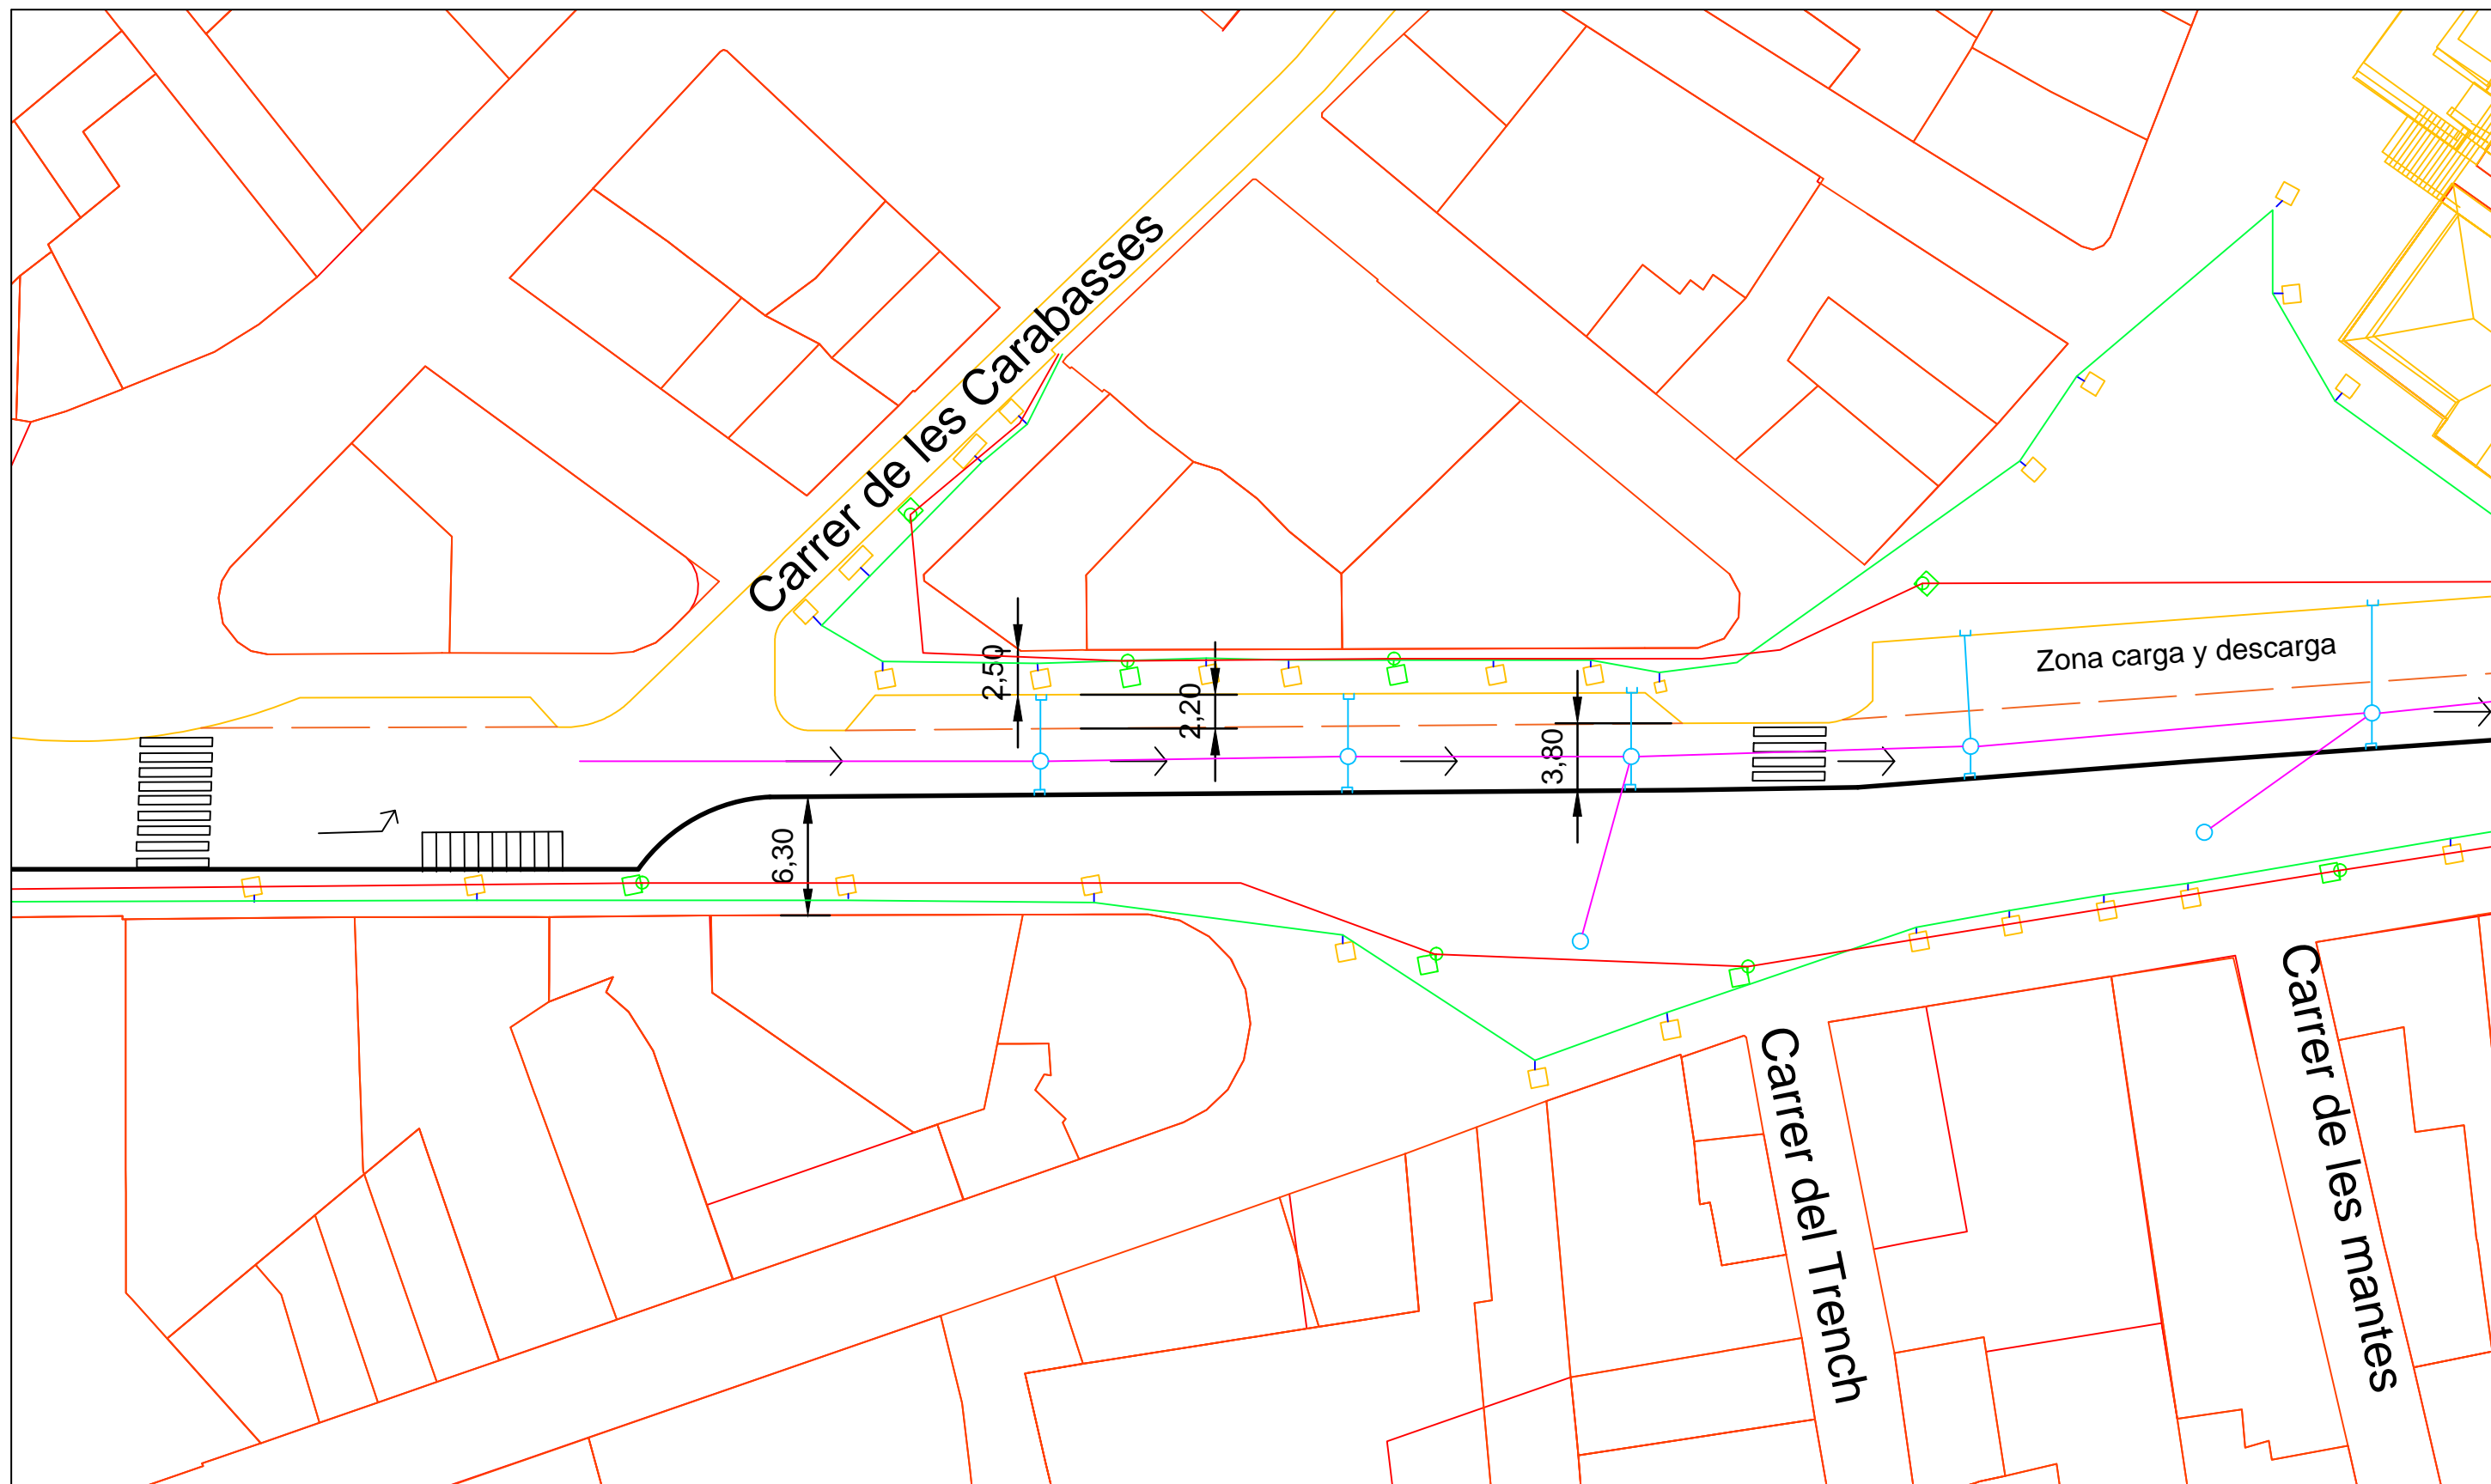 Carrer de les Carabasses
Zona carga y descarga
2,50
2,20
3,80
6,30
Carrer del Trench
Carrer de les mantes